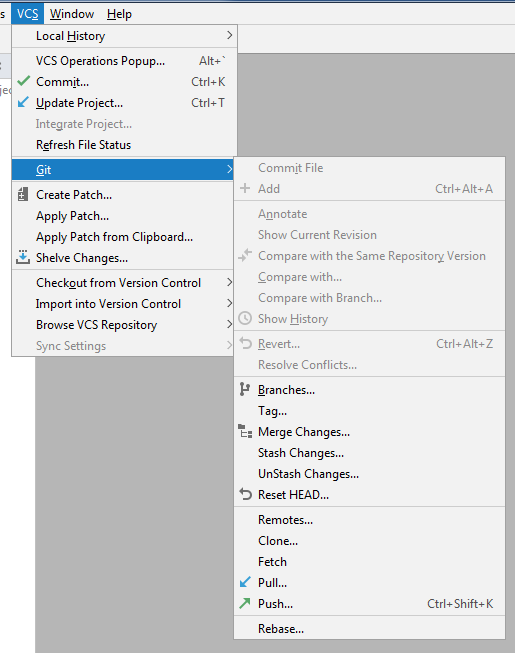 s VCS Window Help
Local History
VCS Operations Popup... Alt+`
Commit... Ctrl+K
Update Project... Ctrl+T
Integrate Project...
Refresh File Status
Git
Create Patch...
Apply Patch...
Apply Patch from Clipboard...
Shelve Changes...
Checkout from Version Control
Import into Version Control
Browse VCS Repository
Sync Settings
Commit File
Add Ctrl+Alt+A
Annotate
Show Current Revision
Compare with the Same Repository Version
Compare with...
Compare with Branch...
Show History
Revert... Ctrl+Alt+Z
Resolve Conflicts...
Branches...
Tag...
Merge Changes...
Stash Changes...
UnStash Changes...
Reset HEAD...
Remotes...
Clone...
Fetch
Pull...
Push... Ctrl+Shift+K
Rebase...